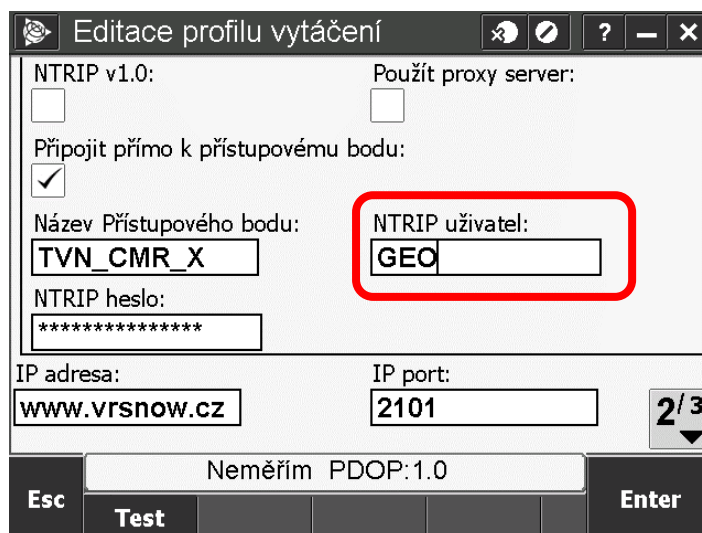 Editace profilu vytáčení ? — ×
NTRIP v1.0: Použít proxy server:
Připojit přímo k přístupovému bodu:
Název Přístupového bodu: NTRIP uživatel:
TVN_CMR_X GEO
NTRIP heslo:
***************
IP adresa: IP port:
www.vrsnow.cz 2101
2/3
Neměřím PDOP:1.0
Esc Enter
Test